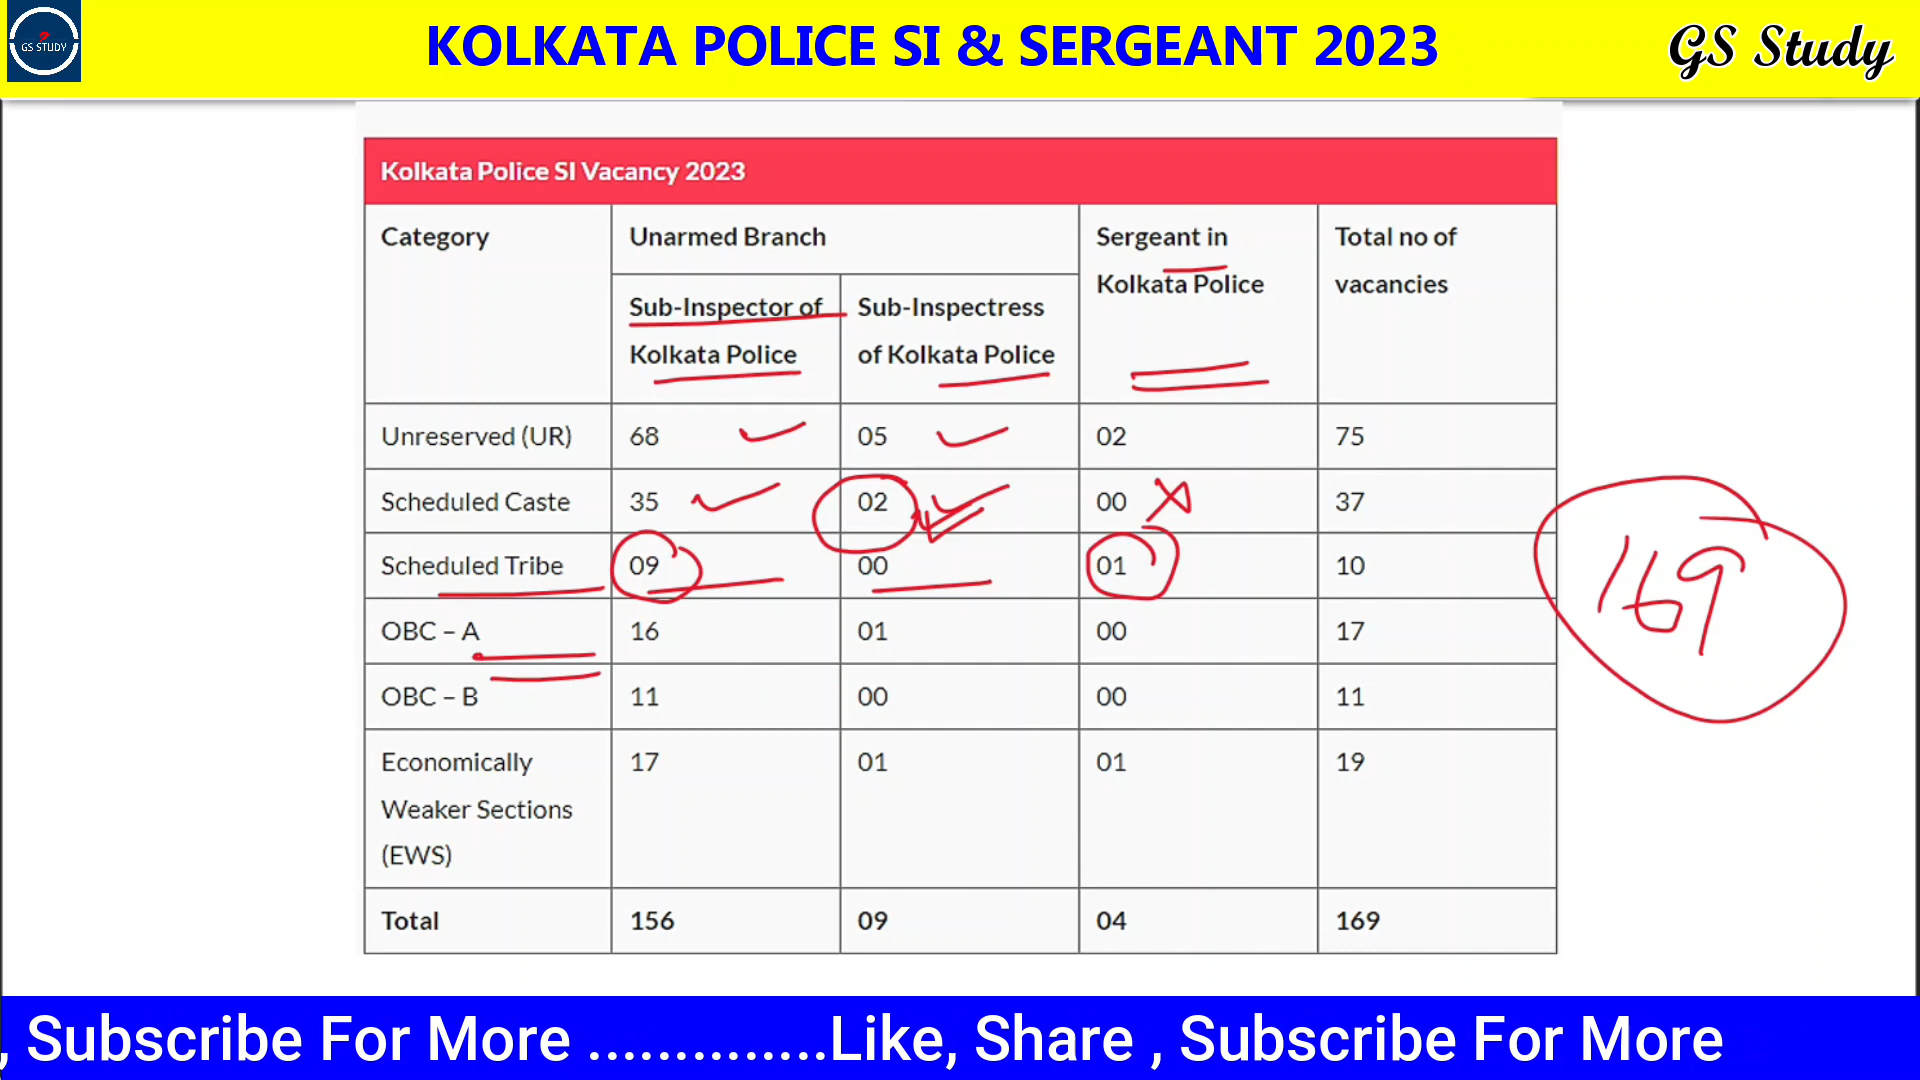 GS STUDY
KOLKATA POLICE SI & SERGEANT 2023
GS Study
Kolkata Police SI Vacancy 2023
Category
Unarmed Branch
Sergeant in
Kolkata Police
Total no of
vacancies
Sub-Inspector of
Kolkata Police
Sub-Inspectress
of Kolkata Police
Unreserved (UR) 68 05 02 75
Scheduled Caste 35 02 00 37
Scheduled Tribe 09 00 01 10
169
OBC – A 16 01 00 17
OBC – B 11 00 00 11
Economically 17 01 01 19
Weaker Sections
(EWS)
Total 156 09 04 169
, Subscribe For More ..............Like, Share , Subscribe For More